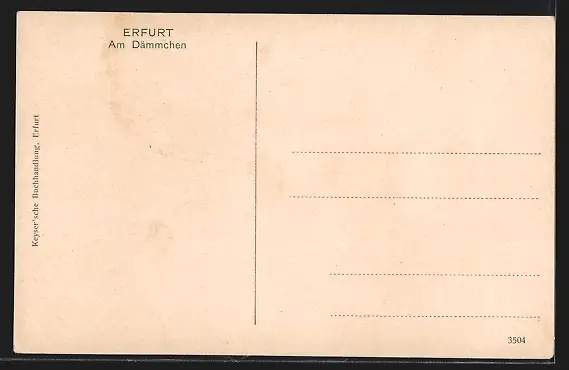 ERFURT
Am Dämmchen
Keyser'sche Buchhandlung, Erfurt
3504